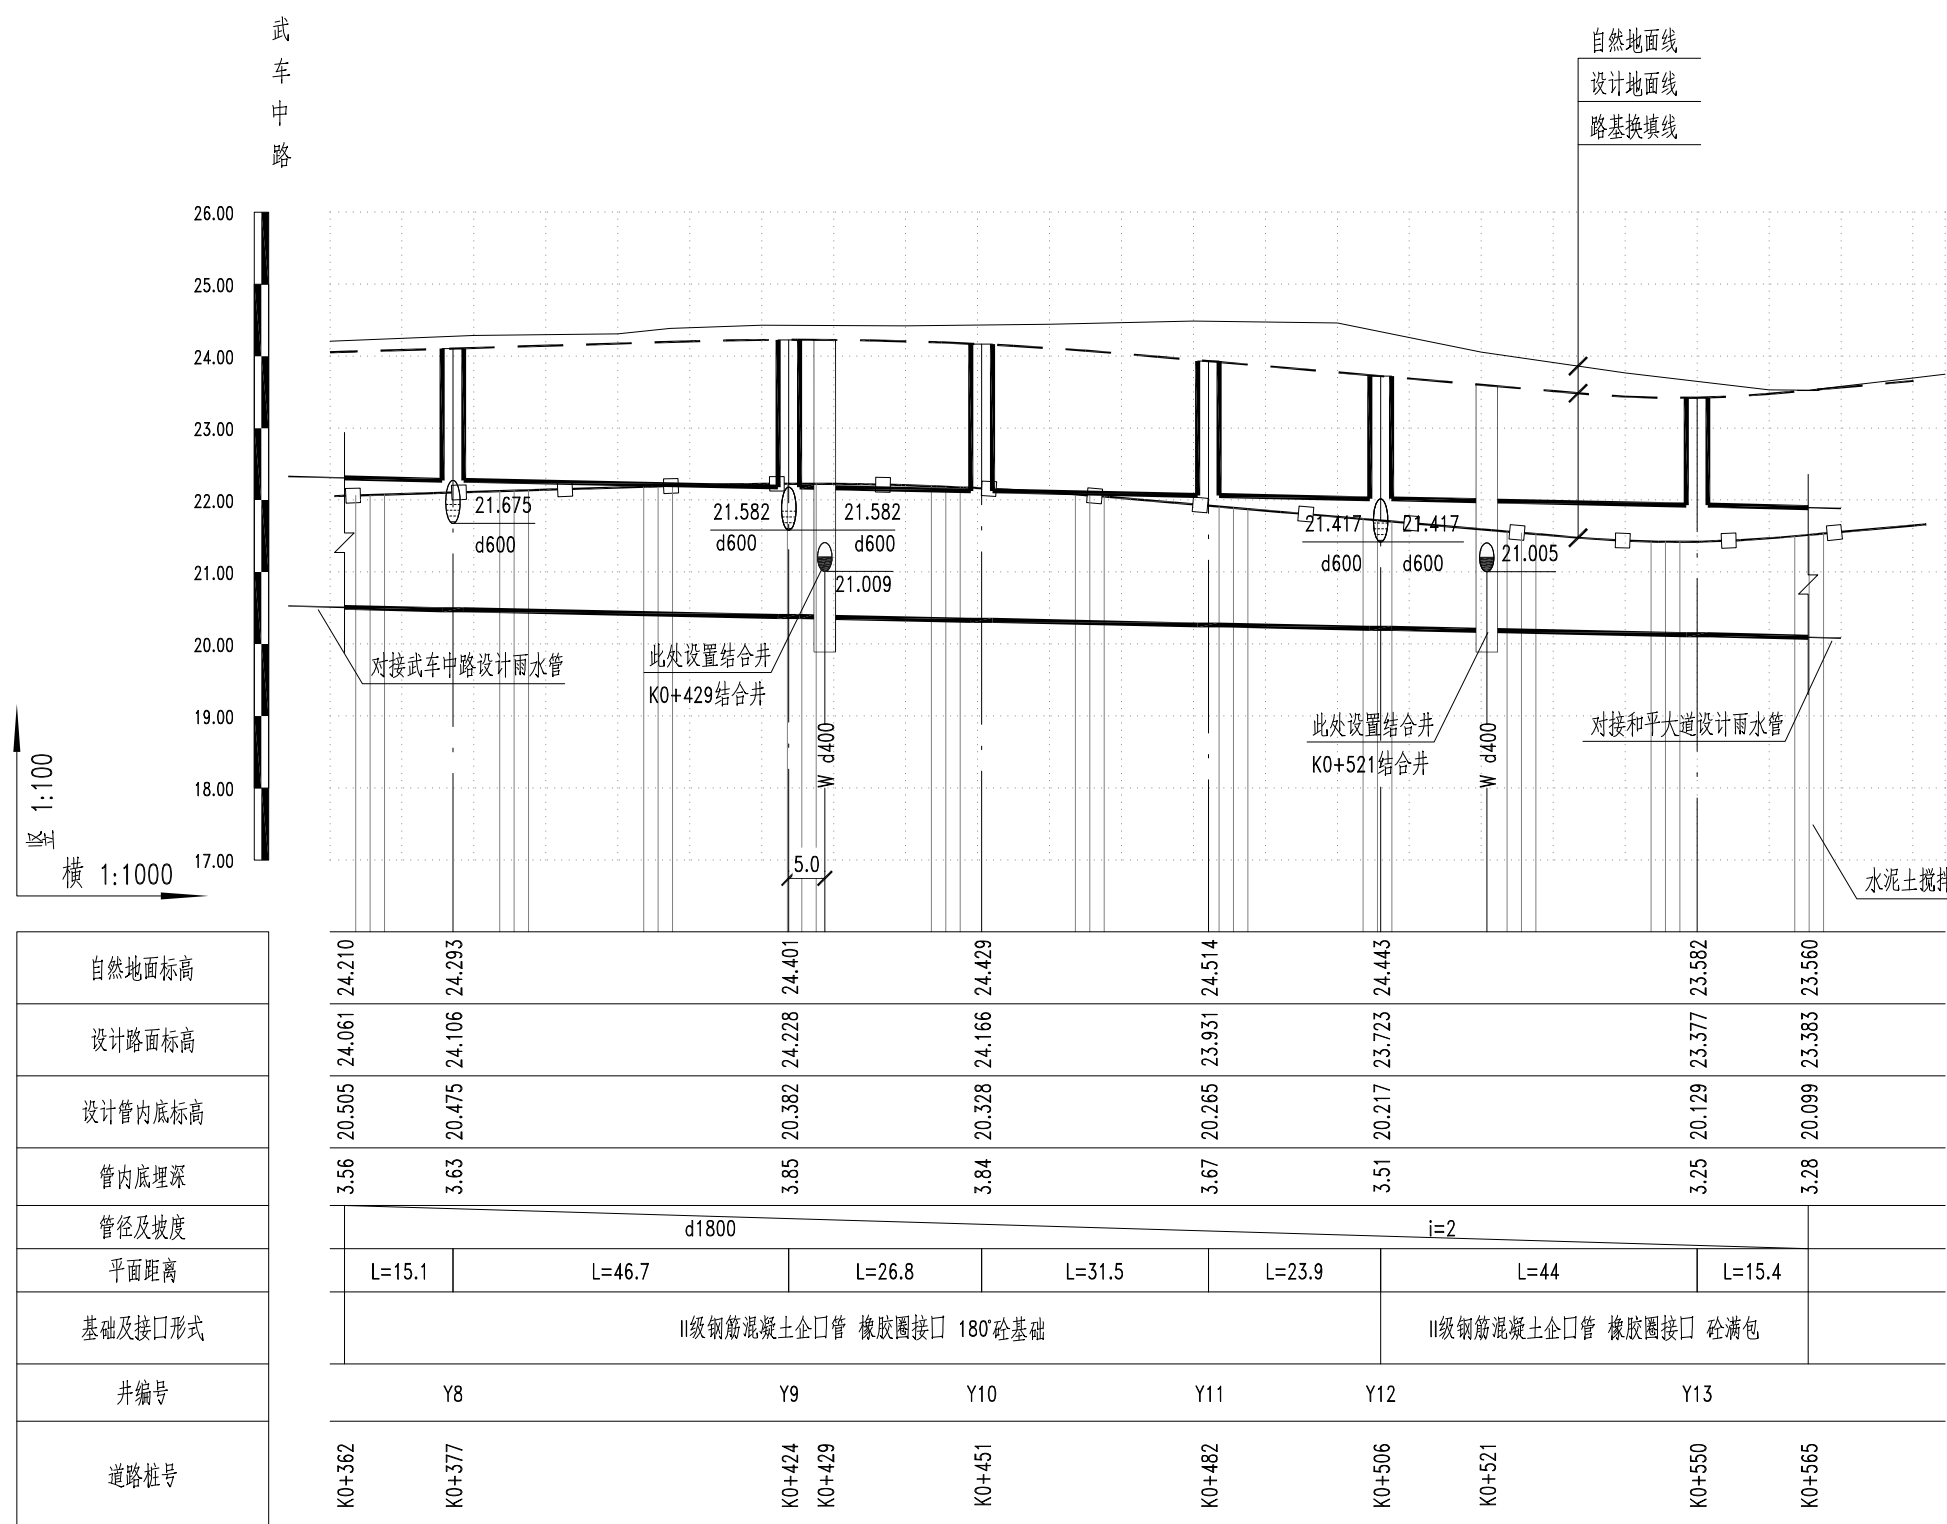 武
车
中
路
自然地面线
设计地面线
路基换填线
26.00
25.00
24.00
23.00
22.00
21.00
20.00
19.00
18.00
17.00
竖 1:100
横 1:1000
21.675
d600
21.582
d600
21.582
d600
21.009
21.417
d600
21.417
d600
21.005
对接武车中路设计雨水管
此处设置结合井
K0+429结合井
W d400
5.0
此处设置结合井
K0+521结合井
W d400
对接和平大道设计雨水管
水泥土搅拌
自然地面标高 24.210 24.293 24.401 24.429 24.514 24.443 23.582 23.560
设计路面标高 24.061 24.106 24.228 24.166 23.931 23.723 23.377 23.383
设计管内底标高 20.505 20.475 20.382 20.328 20.265 20.217 20.129 20.099
管内底埋深 3.56 3.63 3.85 3.84 3.67 3.51 3.25 3.28
管径及坡度 d1800 i=2
平面距离 L=15.1 L=46.7 L=26.8 L=31.5 L=23.9 L=44 L=15.4
基础及接口形式 II级钢筋混凝土企口管 橡胶圈接口 180°砼基础 II级钢筋混凝土企口管 橡胶圈接口 砼满包
井编号 Y8 Y9 Y10 Y11 Y12 Y13
道路桩号 K0+362 K0+377 K0+424 K0+429 K0+451 K0+482 K0+506 K0+521 K0+550 K0+565